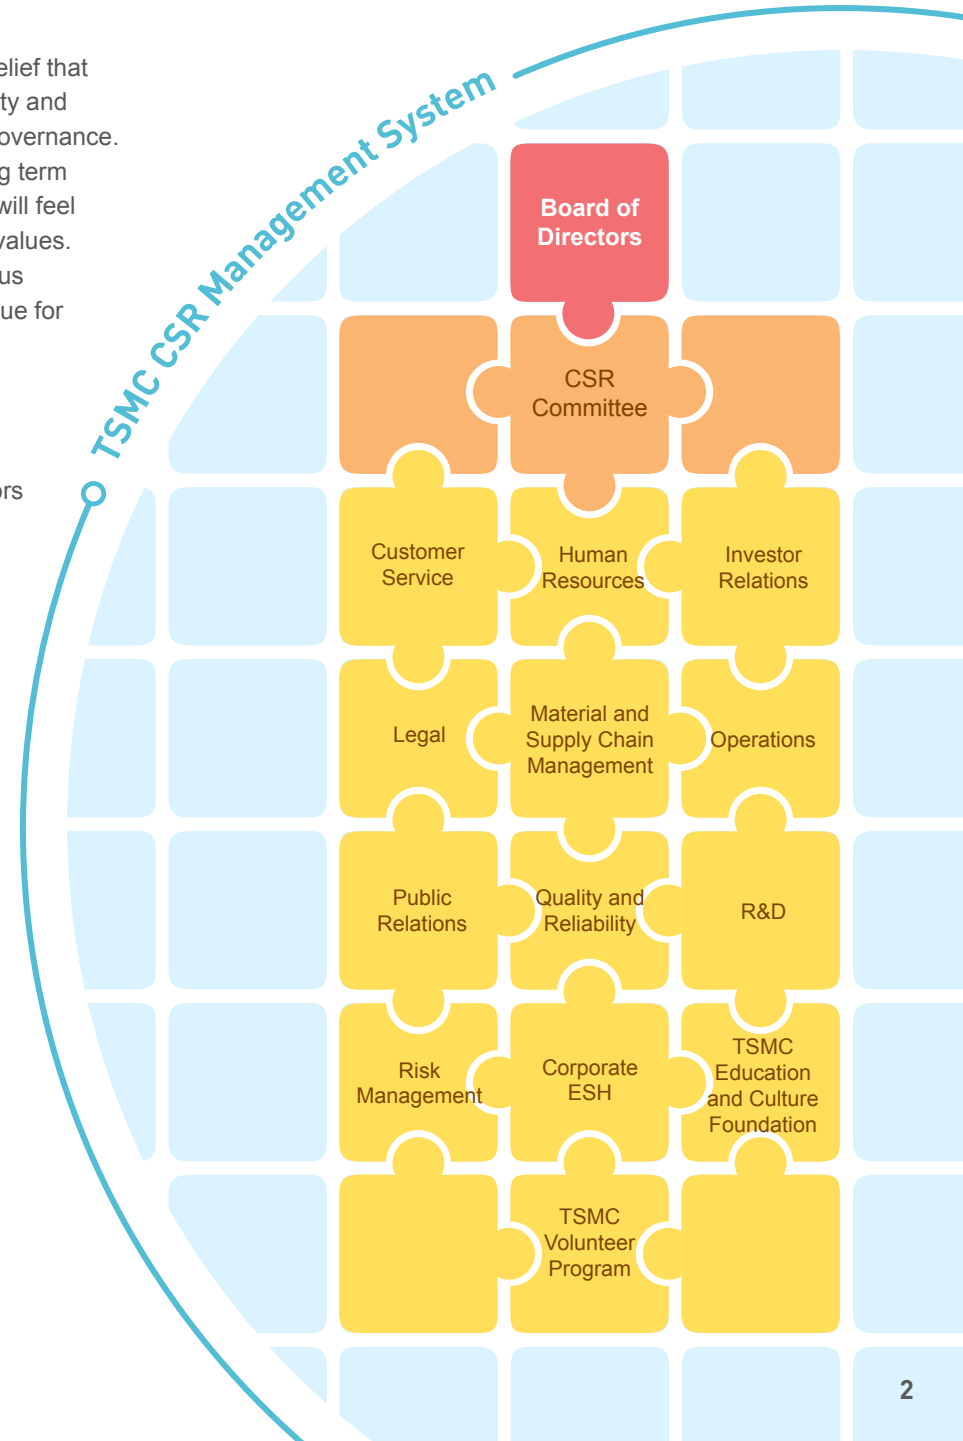 elief that
ty and
overnance.
g term
will feel
values.
us
ue for
ors
TSMC CSR Management System
Board of
Directors
CSR
Committee
Customer
Service
Human
Resources
Investor
Relations
Legal
Material and
Supply Chain
Management
Operations
Public
Relations
Quality and
Reliability
R&D
Risk
Management
Corporate
ESH
TSMC
Education
and Culture
Foundation
TSMC
Volunteer
Program
2